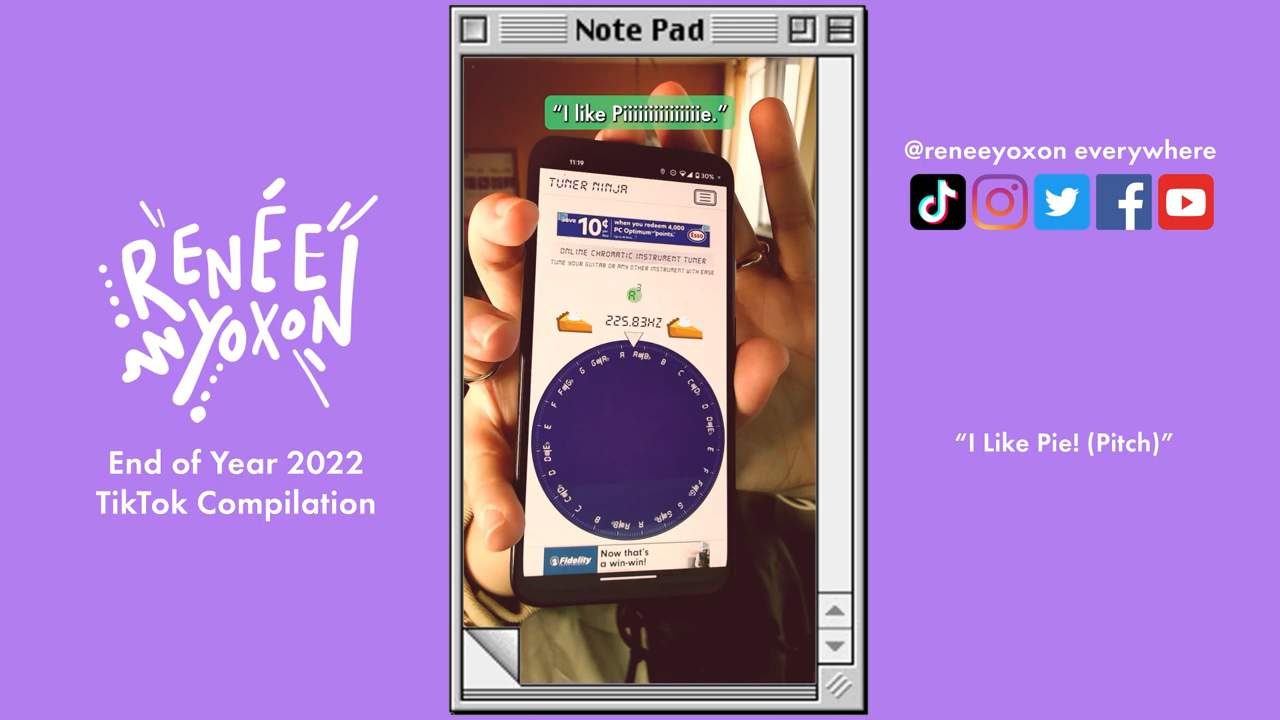 Note Pad
“I like Piiiiiiiiiiiiiie.”
11:19
30%
TUNER NINJA
Save 10¢ when you redeem 4,000
PC Optimum points.
Esso
ONLINE CHROMATIC INSTRUMENT TUNER
TUNE YOUR GUITAR OR ANY OTHER INSTRUMENT WITH EASE
A3
225.83HZ
Fidelity
Now that's
a win-win!
RENÉE
YOXON
End of Year 2022
TikTok Compilation
@reneeyoxon everywhere
“I Like Pie! (Pitch)”